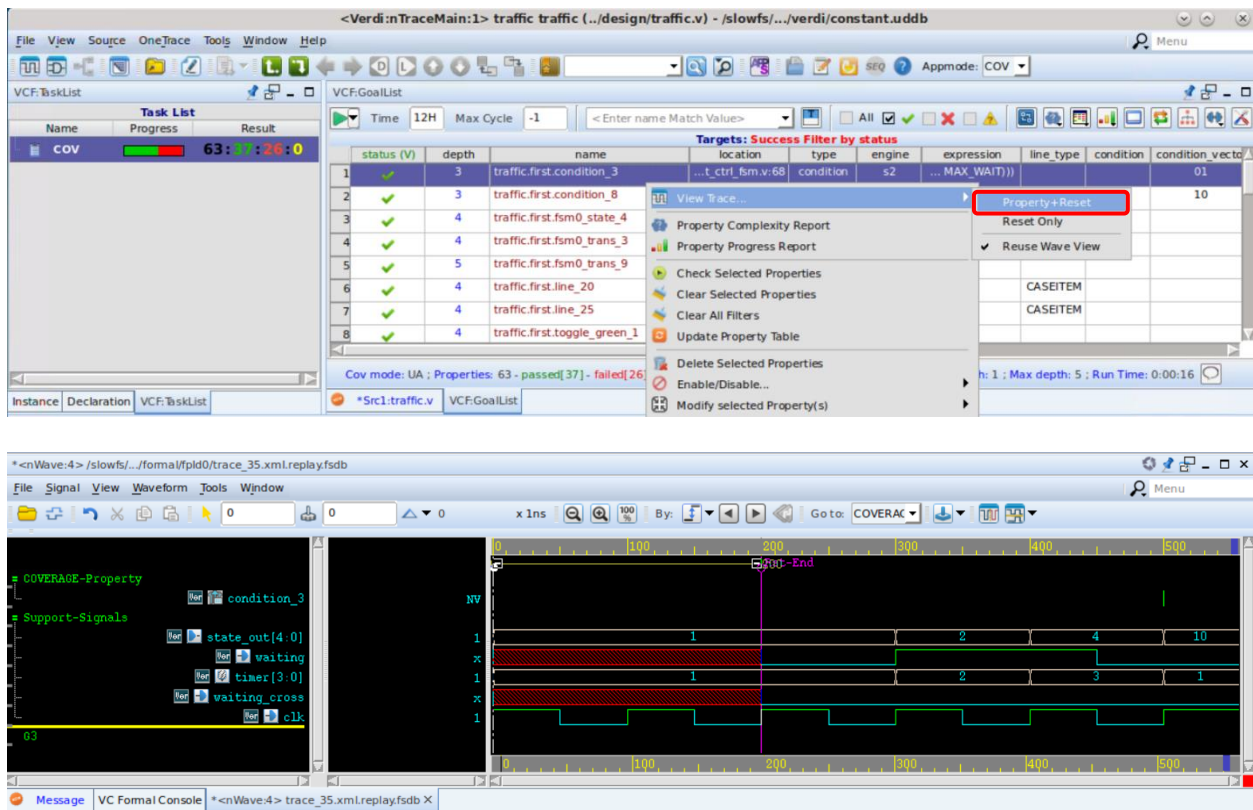 <Verdi:nTraceMain:1> traffic traffic (../design/traffic.v) - /slowfs/.../verdi/constant.uddb
File View Source OneTrace Tools Window Help
Menu
Appmode: COV
VCF:TaskList
VCF:GoalList
Task List
Name Progress Result
COV 63:37:26:0
Time 12H Max Cycle -1 <Enter name Match Value> All
Targets: Success Filter by status
status (V) depth name location type engine expression line_type condition condition_vecto
1 3 traffic.first.condition_3 ...t_ctrl_fsm.v:68 condition s2 ... MAX_WAIT))) 01
2 3 traffic.first.condition_8 10
3 4 traffic.first.fsm0_state_4
4 4 traffic.first.fsm0_trans_3
5 5 traffic.first.fsm0_trans_9
6 4 traffic.first.line_20 CASEITEM
7 4 traffic.first.line_25 CASEITEM
8 4 traffic.first.toggle_green_1
View Trace...
Property Complexity Report
Property Progress Report
Check Selected Properties
Clear Selected Properties
Clear All Filters
Update Property Table
Delete Selected Properties
Enable/Disable...
Modify selected Property(s)
Property+Reset
Reset Only
Reuse Wave View
Cov mode: UA ; Properties: 63 - passed[37] - failed[26] h: 1 ; Max depth: 5 ; Run Time: 0:00:16
Instance Declaration VCF:TaskList
*Src1:traffic.v VCF:GoalList
*<nWave:4> /slowfs/.../formal/fpld0/trace_35.xml.replay.fsdb
File Signal View Waveform Tools Window
Menu
0 0 0 x 1ns 100% By: Go to: COVERAG
0 100 200 300 400 500
200 -End
COVERAGE-Property
condition_3 NV
Support-Signals
state_out[4:0] 1 1 2 4 10
waiting x
timer[3:0] 1 1 2 3 1
waiting_cross x
clk 1
G3
0 100 200 300 400 500
Message VC Formal Console *<nWave:4> trace_35.xml.replay.fsdb X